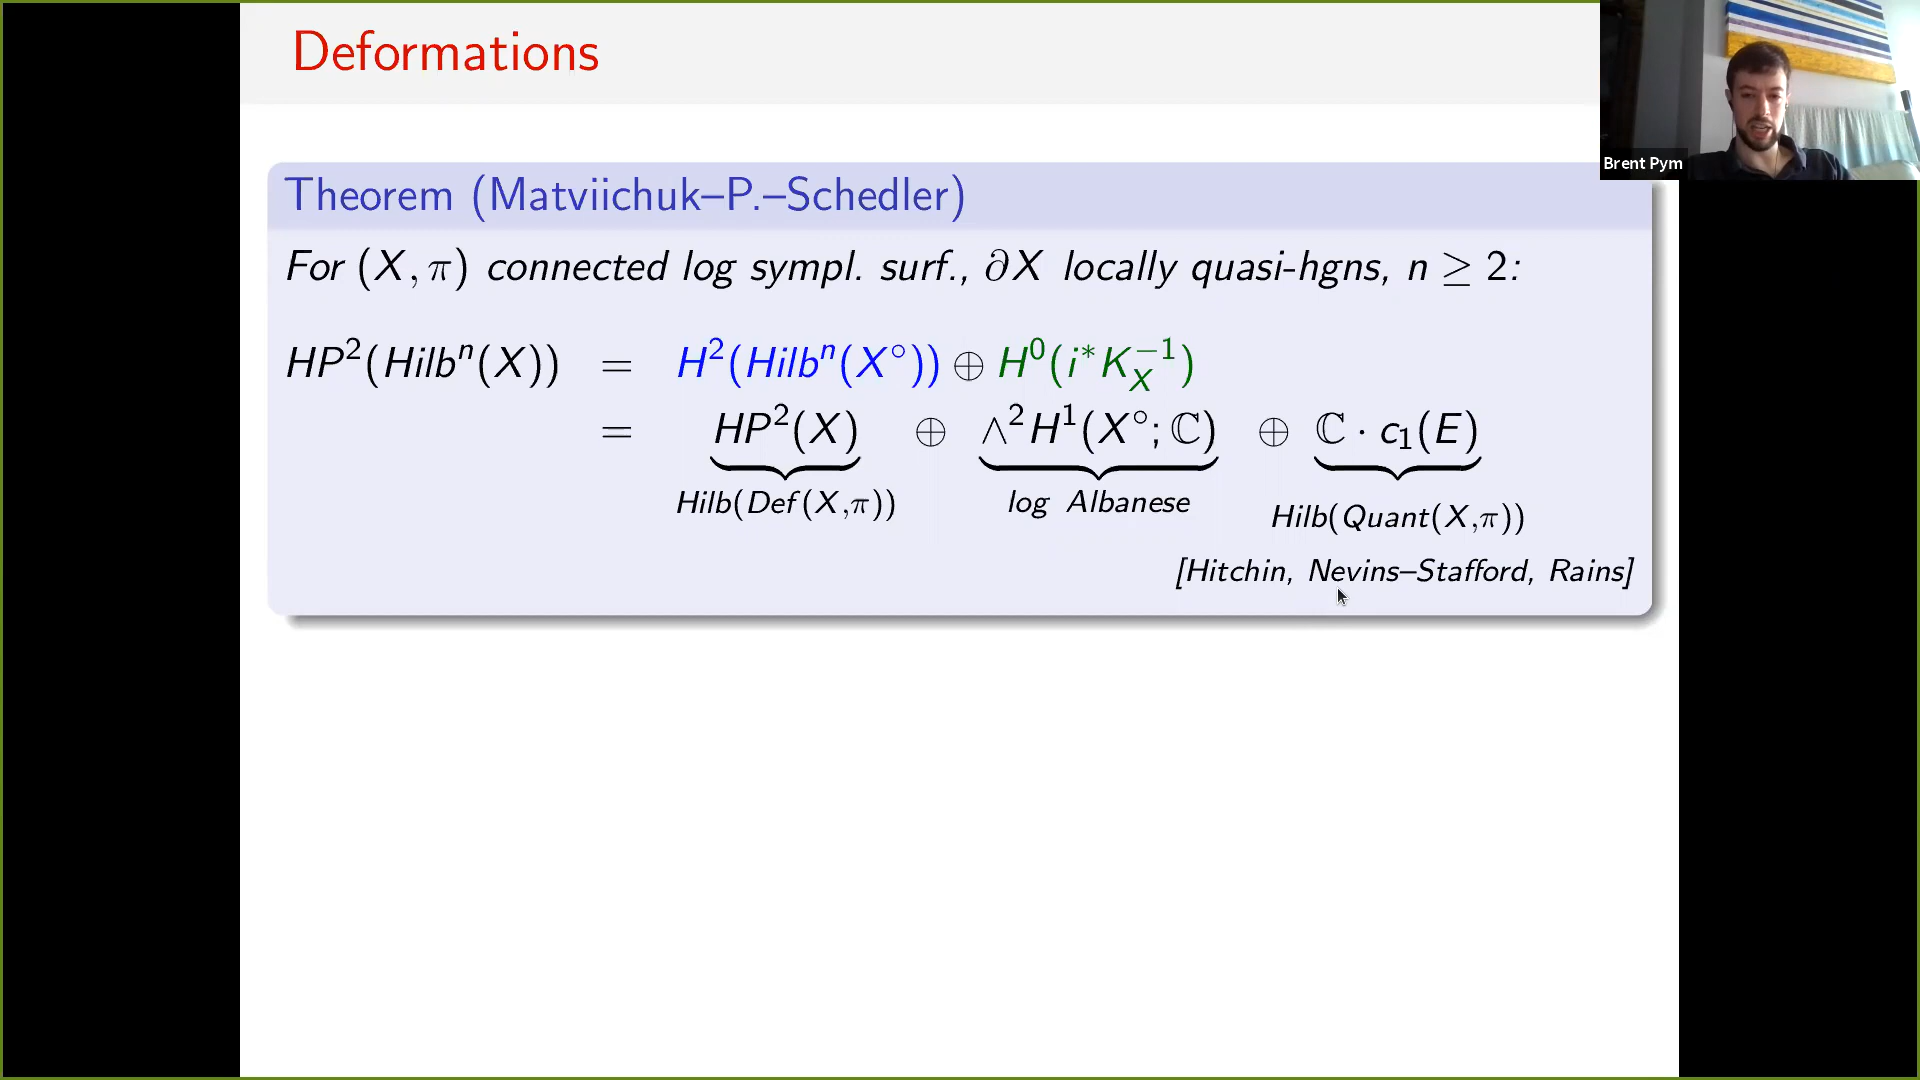 Deformations
Brent Pym
Theorem (Matviichuk–P.–Schedler)
For (X, π) connected log sympl. surf., ∂X locally quasi-hgns, n ≥ 2:
HP²(Hilbⁿ(X)) = H²(Hilbⁿ(X°)) ⊕ H⁰(i*K_X⁻¹)
= HP²(X) ⊕ ∧²H¹(X°; ℂ) ⊕ ℂ · c₁(E)
Hilb(Def(X,π)) log Albanese Hilb(Quant(X,π))
[Hitchin, Nevins–Stafford, Rains]